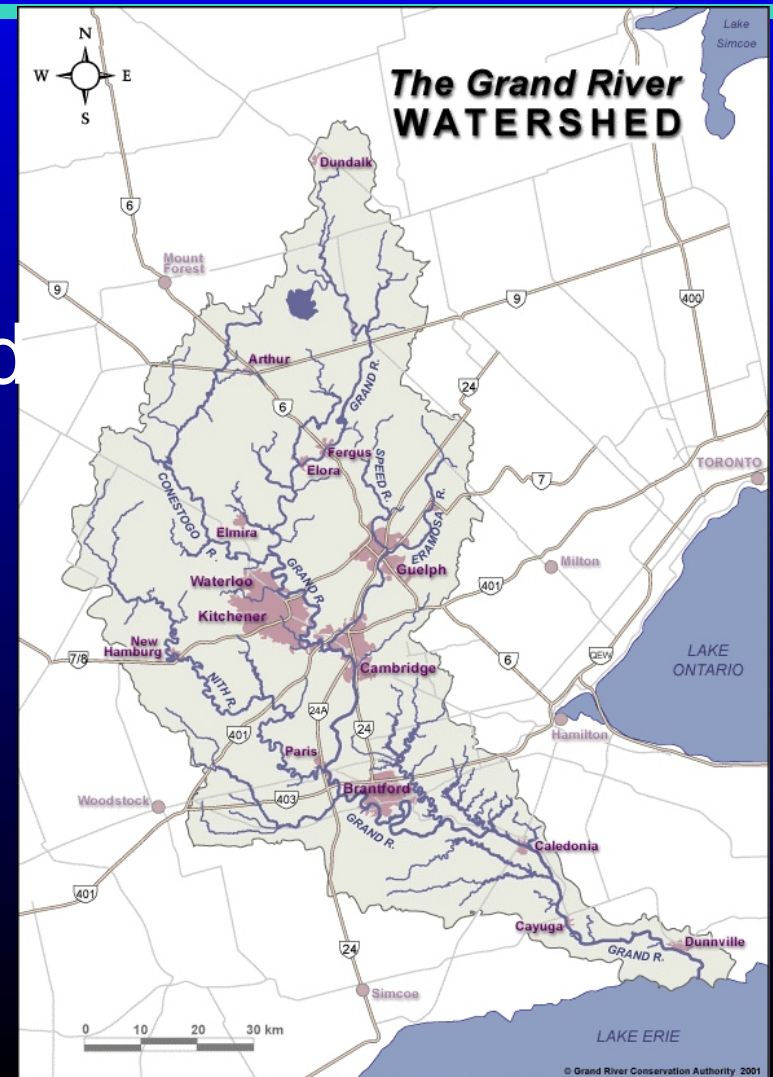 N
W E
S
Lake
Simcoe
The Grand River
WATERSHED
Dundalk
6
Mount
Forest
9
9
400
d
Arthur
24
6
GRAND R.
Fergus
Elora
SPEED R.
7
TORONTO
CONESTOGO R.
ERAMOSA R.
Elmira
GRAND R.
Guelph
Milton
Waterloo
401
Kitchener
New
Hamburg
7/8
6
QEW
LAKE
ONTARIO
Cambridge
NITH R.
24A
24
401
Hamilton
Paris
Woodstock
403
Brantford
GRAND R.
Caledonia
401
Cayuga
Dunnville
GRAND R.
24
Simcoe
0 10 20 30 km
LAKE ERIE
© Grand River Conservation Authority 2001